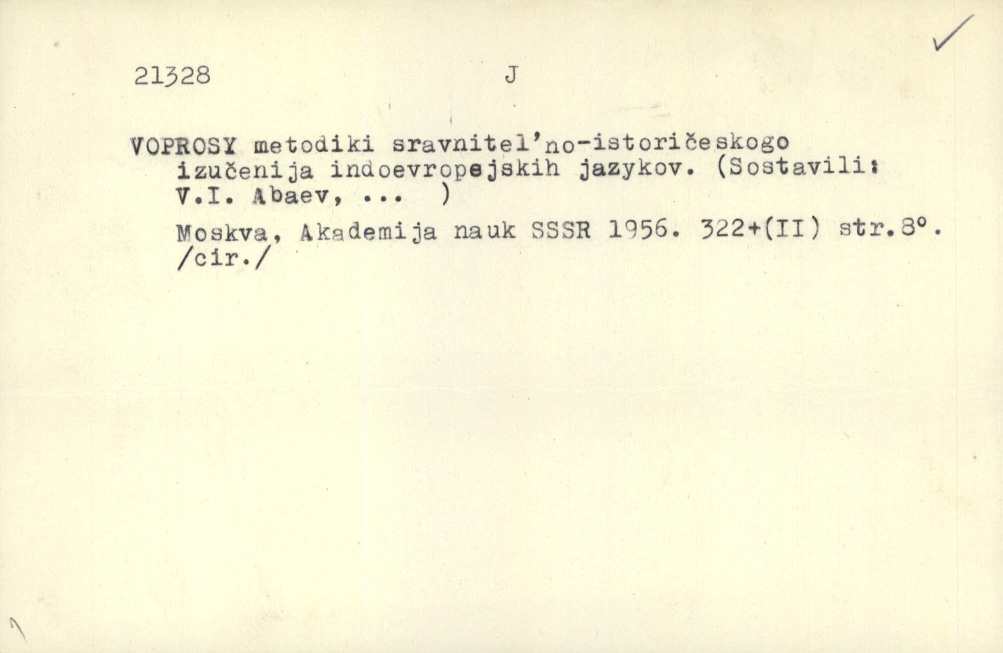 21328 J
VOPROSY metodiki sravnitel'no-istoričeskogo
izučenija indoevropejskih jazykov. (Sostavili:
V.I. Abaev, ... )
Moskva, Akademija nauk SSSR 1956. 322+(II) str.8°.
/cir./